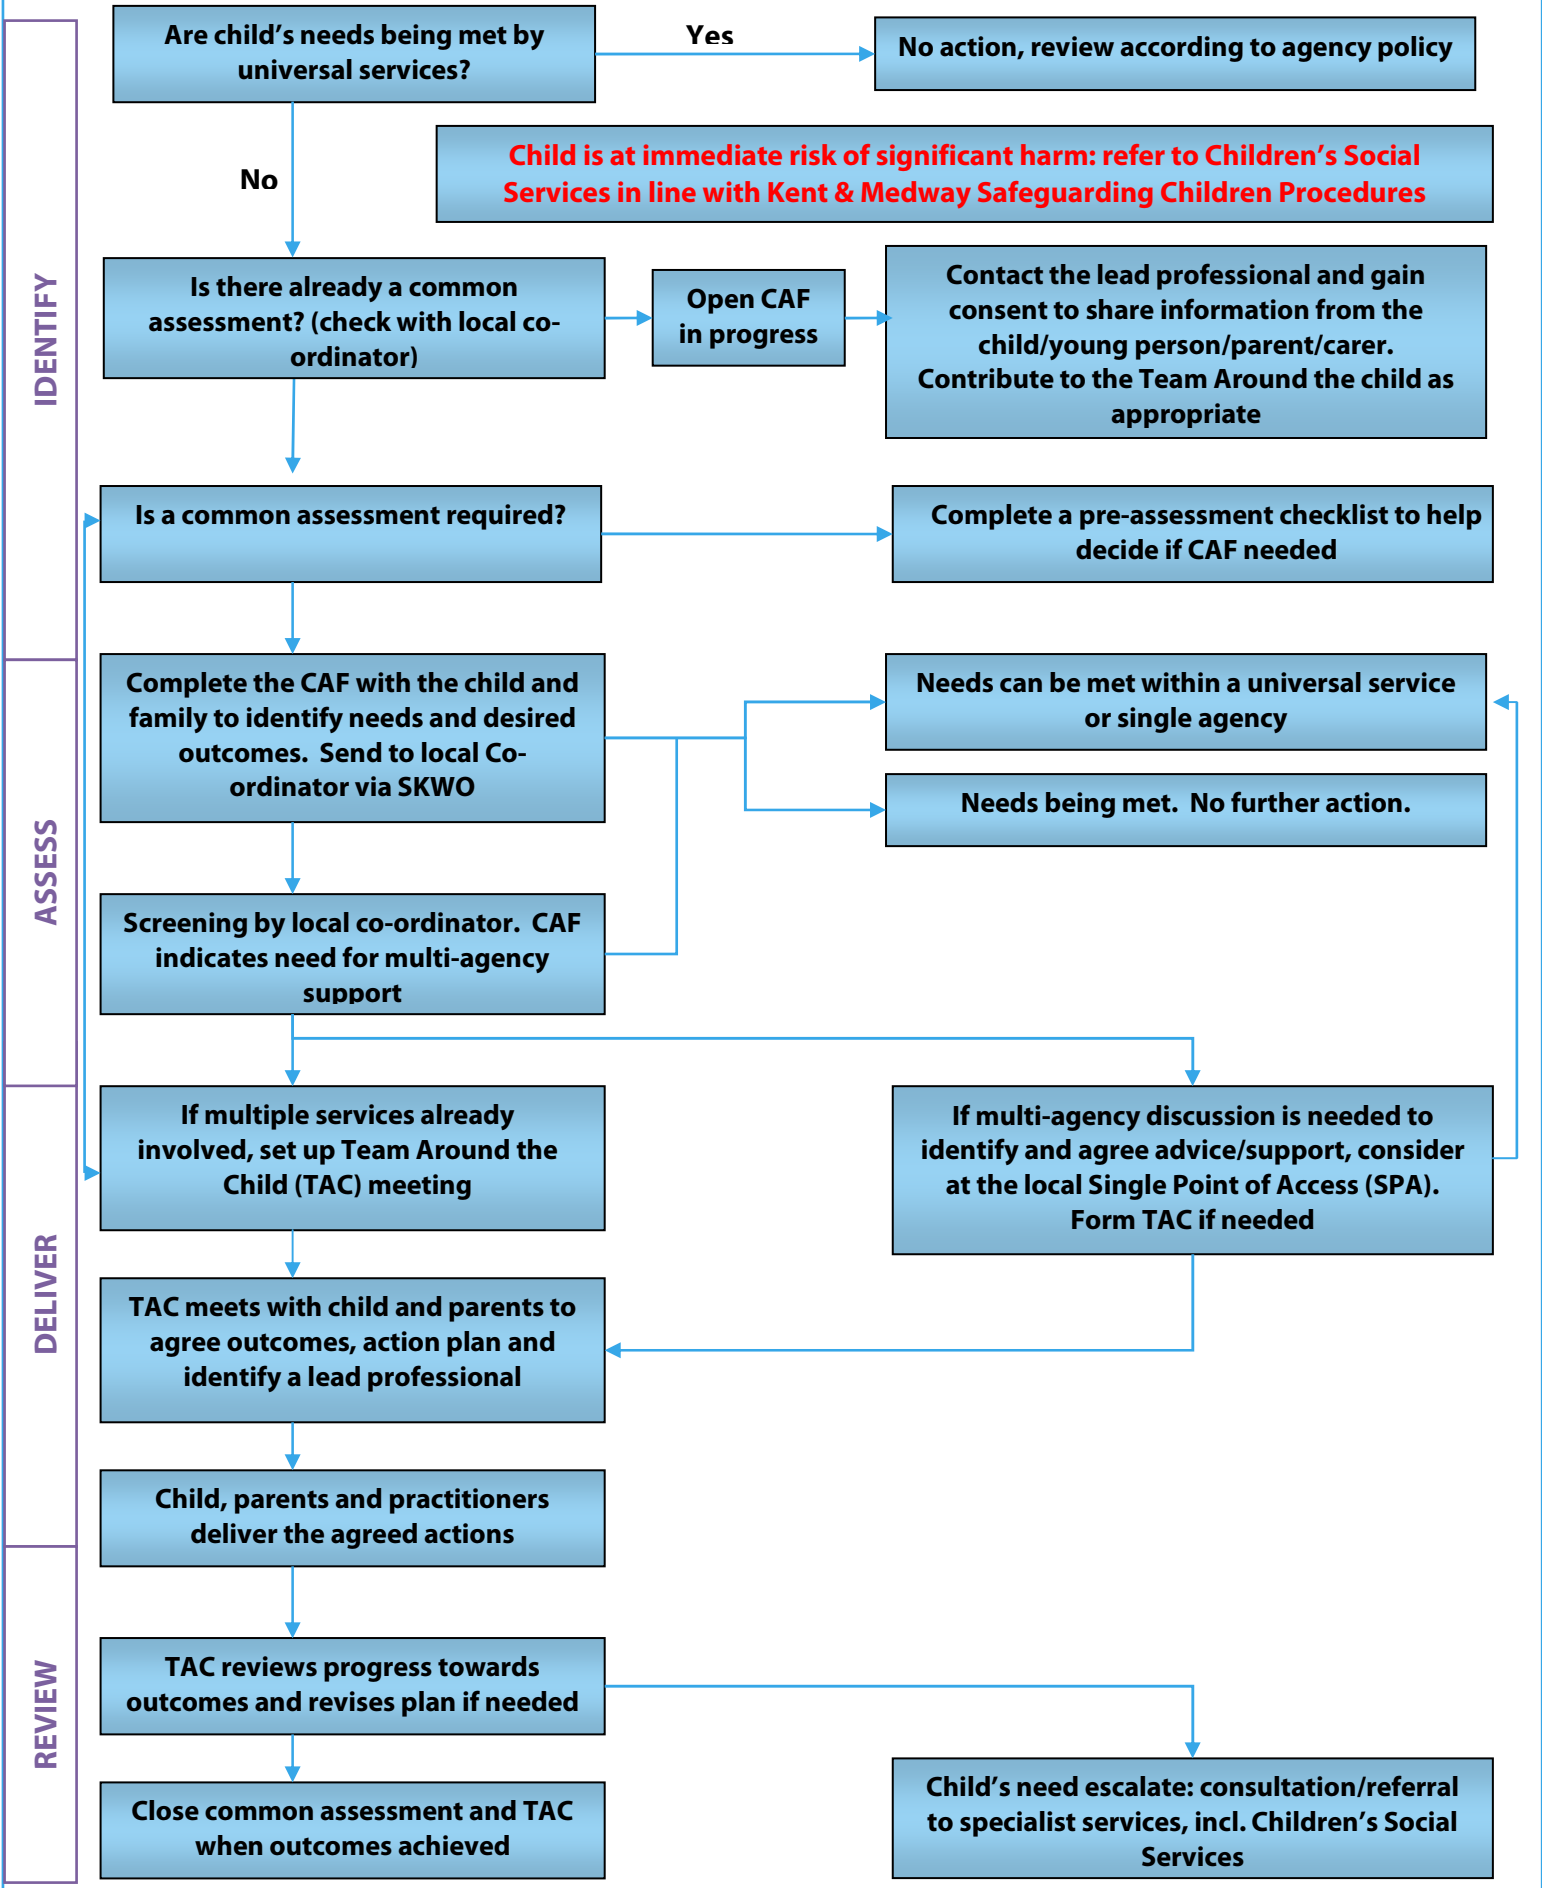 Are child’s needs being met by
universal services?
Yes
No action, review according to agency policy
No
Child is at immediate risk of significant harm: refer to Children’s Social
Services in line with Kent & Medway Safeguarding Children Procedures
IDENTIFY
Is there already a common
assessment? (check with local co-
ordinator)
Open CAF
in progress
Contact the lead professional and gain
consent to share information from the
child/young person/parent/carer.
Contribute to the Team Around the child as
appropriate
Is a common assessment required?
Complete a pre-assessment checklist to help
decide if CAF needed
ASSESS
Complete the CAF with the child and
family to identify needs and desired
outcomes.  Send to local Co-
ordinator via SKWO
Needs can be met within a universal service
or single agency
Needs being met.  No further action.
Screening by local co-ordinator.  CAF
indicates need for multi-agency
support
DELIVER
If multiple services already
involved, set up Team Around the
Child (TAC) meeting
If multi-agency discussion is needed to
identify and agree advice/support, consider
at the local Single Point of Access (SPA).
Form TAC if needed
TAC meets with child and parents to
agree outcomes, action plan and
identify a lead professional
Child, parents and practitioners
deliver the agreed actions
REVIEW
TAC reviews progress towards
outcomes and revises plan if needed
Close common assessment and TAC
when outcomes achieved
Child’s need escalate: consultation/referral
to specialist services, incl. Children’s Social
Services